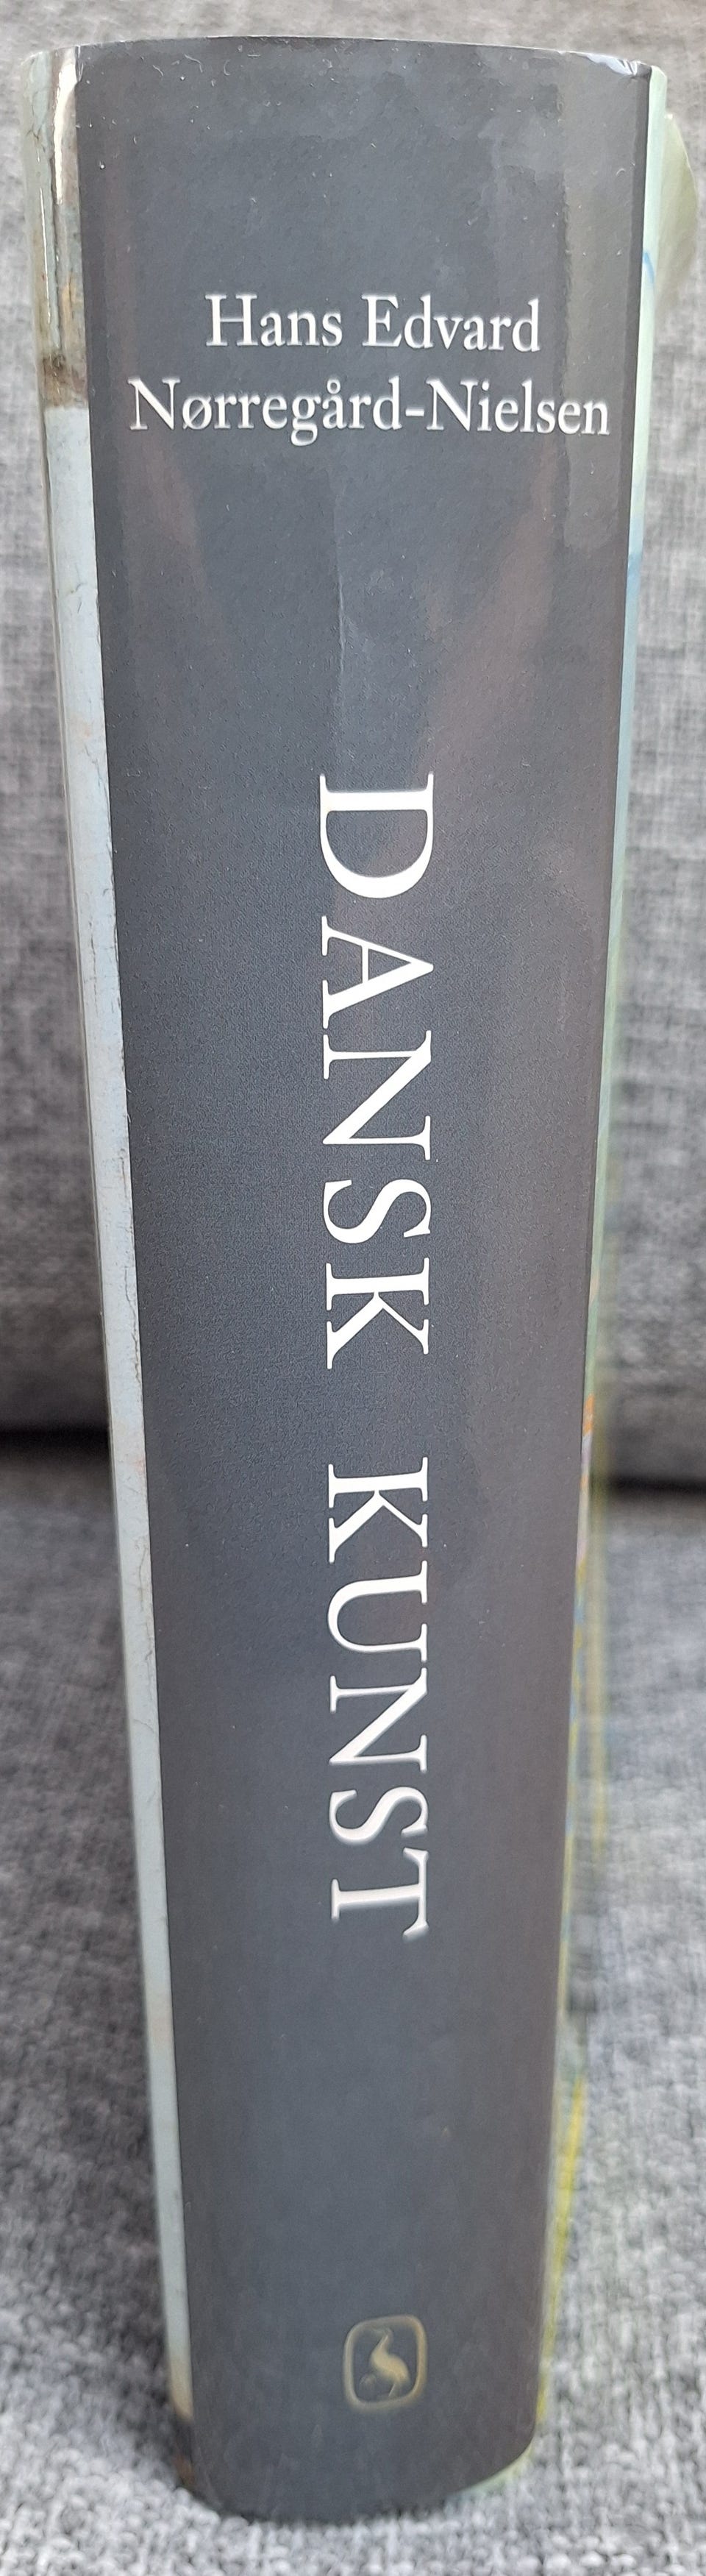 Hans Edvard
Nørregård-Nielsen
DANSK KUNST